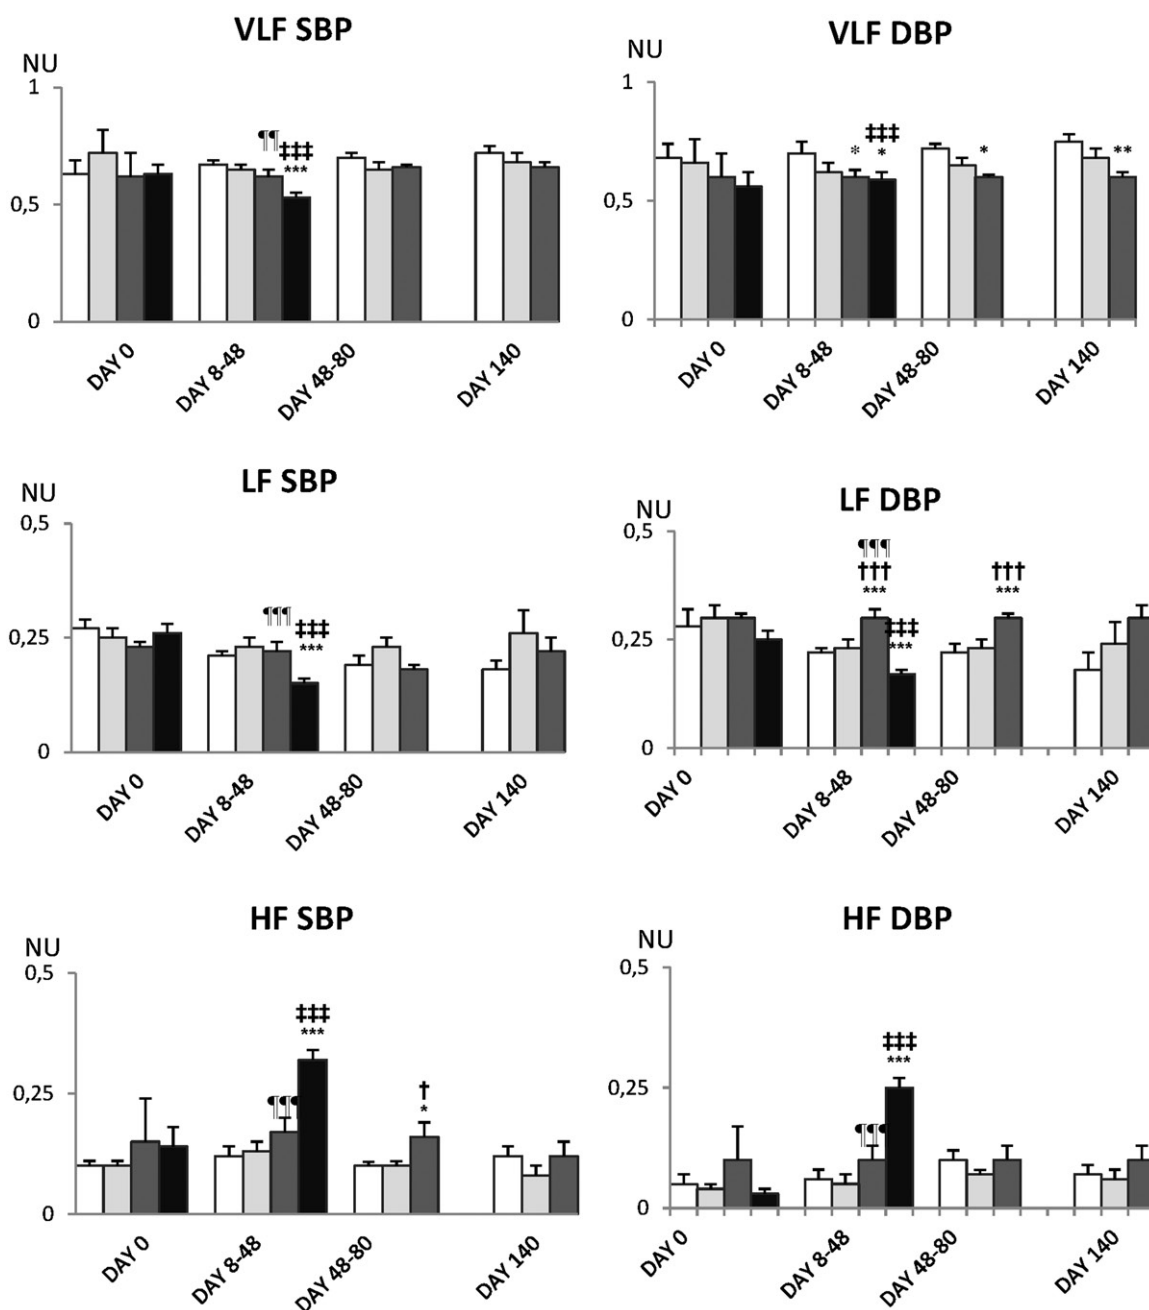 VLF SBP
NU
1
¶¶
‡‡‡
***
0,5
0
DAY 0
DAY 8-48
DAY 48-80
DAY 140
VLF DBP
NU
1
‡‡‡
* * * **
0,5
0
DAY 0
DAY 8-48
DAY 48-80
DAY 140
LF SBP
NU
0,5
¶¶¶
‡‡‡
***
0,25
0
DAY 0
DAY 8-48
DAY 48-80
DAY 140
LF DBP
NU
0,5
¶¶¶
††† †††
*** ***
‡‡‡
***
0,25
0
DAY 0
DAY 8-48
DAY 48-80
DAY 140
HF SBP
NU
0,5
‡‡‡
***
0,25
¶¶¶
†
*
0
DAY 0
DAY 8-48
DAY 48-80
DAY 140
HF DBP
NU
0,5
‡‡‡
***
0,25
¶¶¶
0
DAY 0
DAY 8-48
DAY 48-80
DAY 140